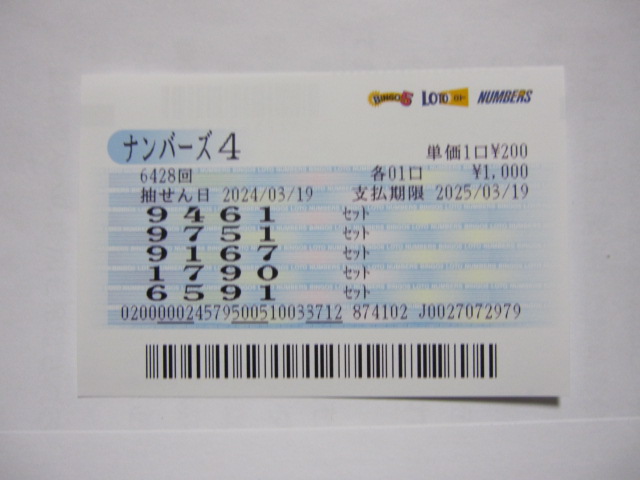 BINGO5 LOTO NUMBERS
ナンバーズ4 単価1口¥200
6428回 各01口 ¥1,000
抽せん日 2024/03/19 支払期限 2025/03/19
9461 セット
9751 セット
9167 セット
1790 セット
6591 セット
02000002457950051003371​2 874102 J0027072979